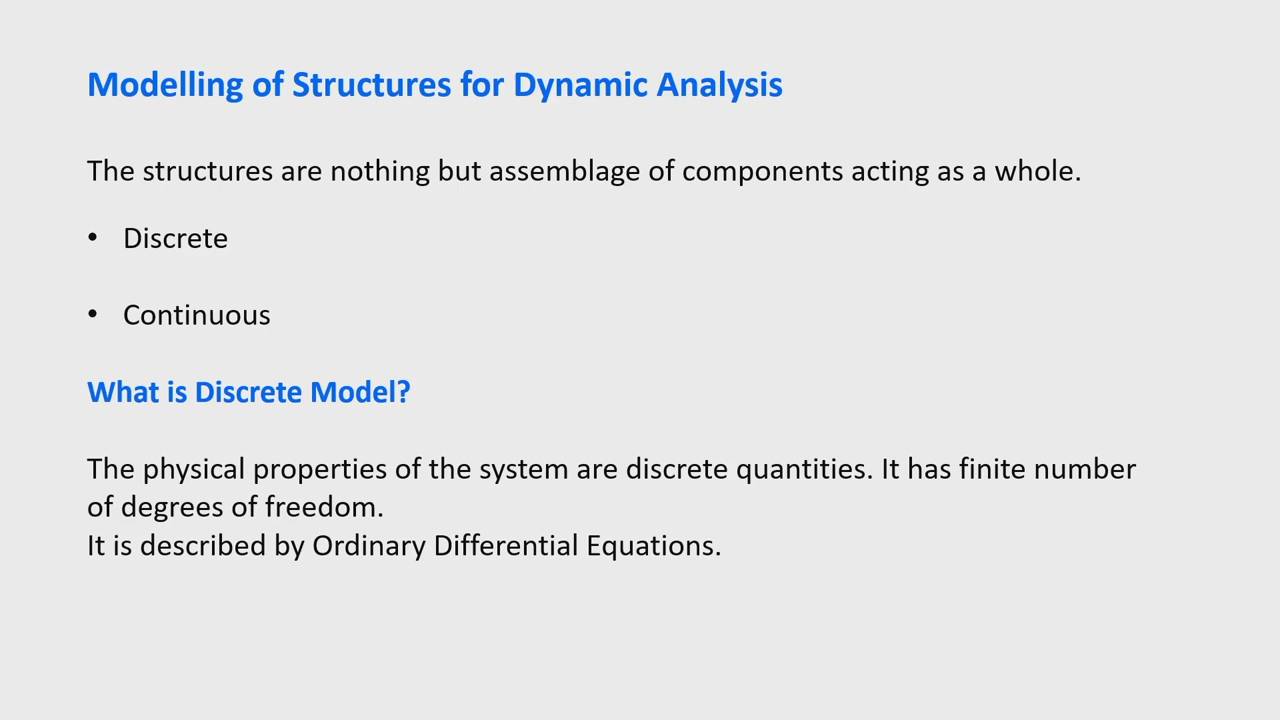 Modelling of Structures for Dynamic Analysis
The structures are nothing but assemblage of components acting as a whole.
• Discrete
• Continuous
What is Discrete Model?
The physical properties of the system are discrete quantities. It has finite number
of degrees of freedom.
It is described by Ordinary Differential Equations.